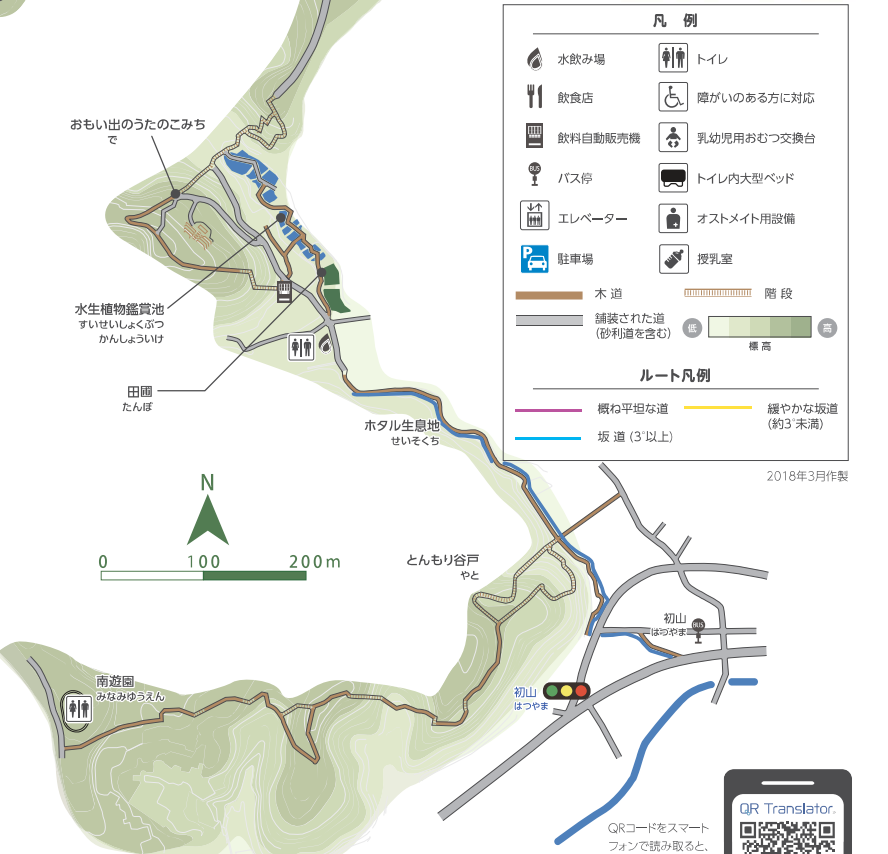 凡 例
水飲み場
トイレ
飲食店
障がいのある方に対応
飲料自動販売機
乳幼児用おむつ交換台
BUS
バス停
トイレ内大型ベッド
エレベーター
オストメイト用設備
P
駐車場
授乳室
木 道
階 段
舗装された道
(砂利道を含む)
低
高
標 高
ルート凡例
概ね平坦な道
緩やかな坂道
(約3°未満)
坂 道 (3°以上)
2018年3月作製
おもい出のうたのこみち
で
水生植物鑑賞池
すいせいしょくぶつ
かんしょういけ
田圃
たんぼ
ホタル生息地
せいそくち
N
0 100 200m
とんもり谷戸
やと
初山
はつやま
BUS
南遊園
みなみゆうえん
初山
はつやま
QRコードをスマート
フォンで読み取ると、
QR Translator.